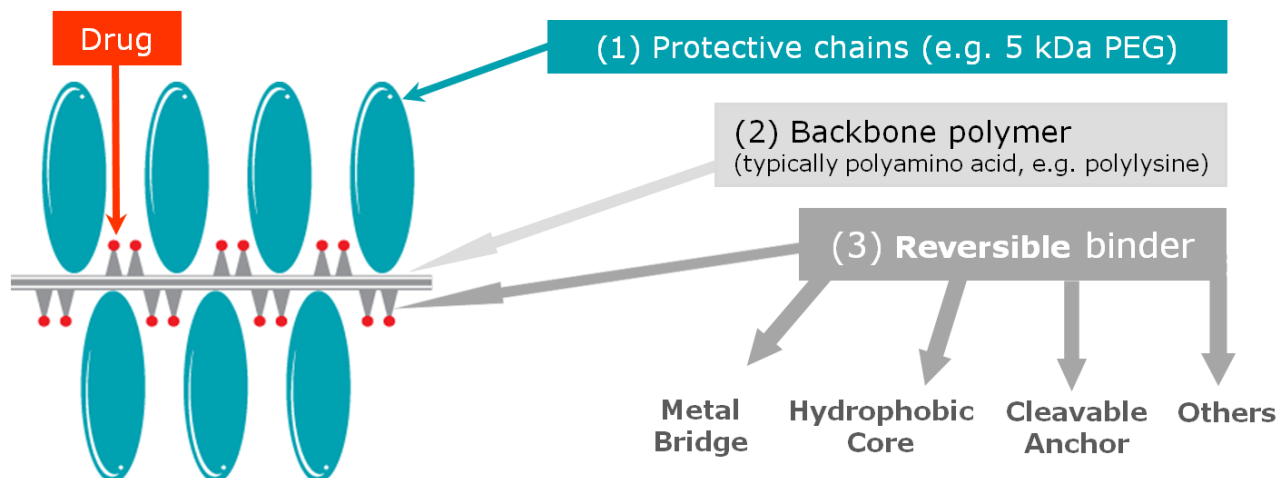 Drug
(1) Protective chains (e.g. 5 kDa PEG)
(2) Backbone polymer
(typically polyamino acid, e.g. polylysine)
(3) Reversible binder
Metal
Bridge
Hydrophobic
Core
Cleavable
Anchor
Others